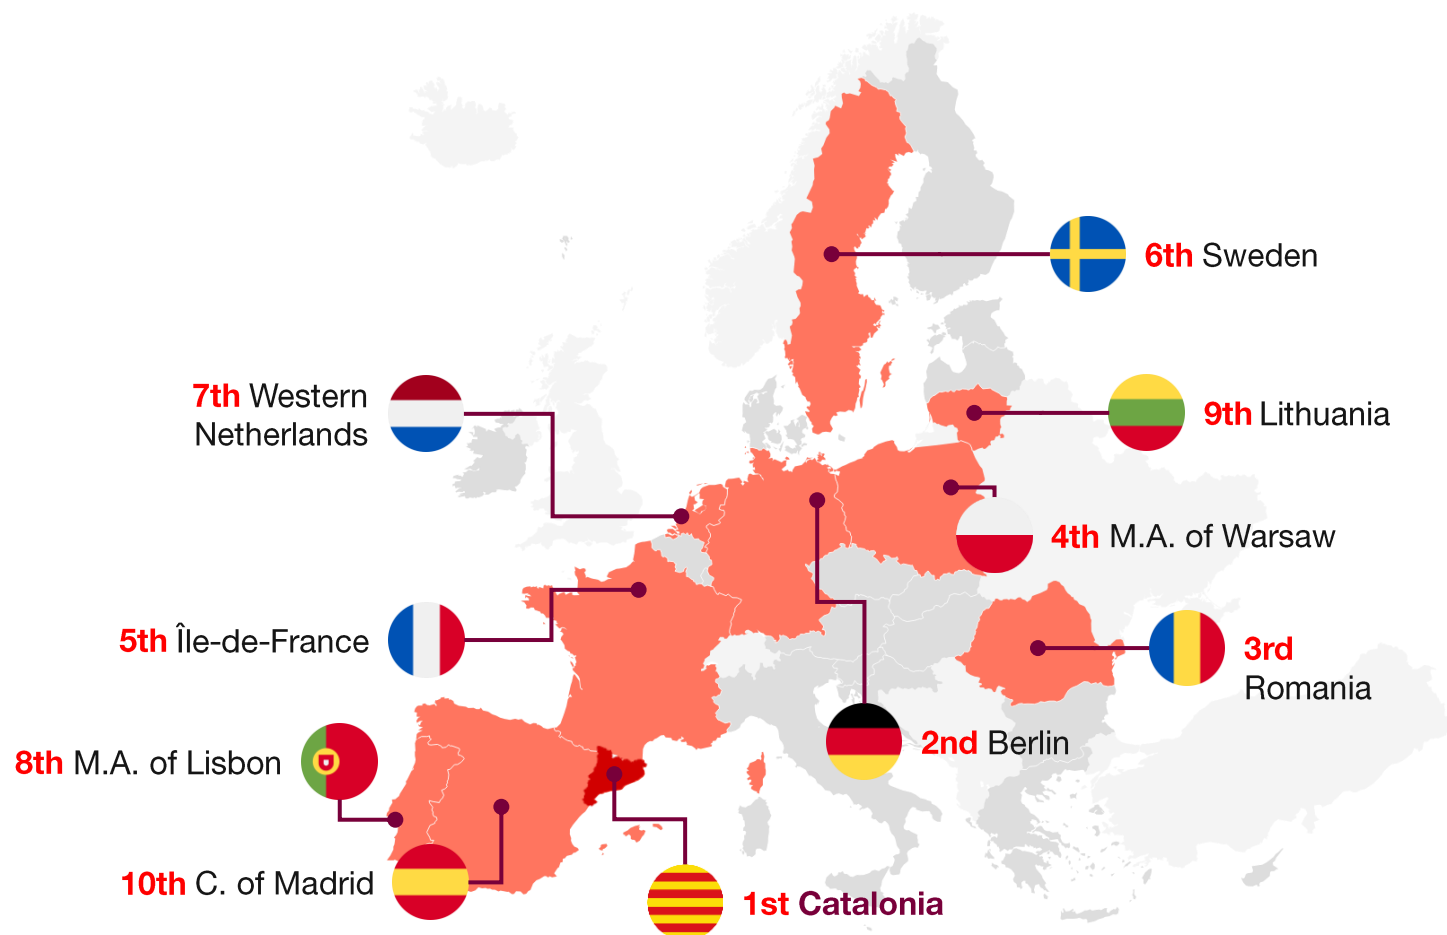 6th Sweden
7th Western
Netherlands
9th Lithuania
4th M.A. of Warsaw
5th Île-de-France
3rd
Romania
2nd Berlin
8th M.A. of Lisbon
10th C. of Madrid
1st Catalonia